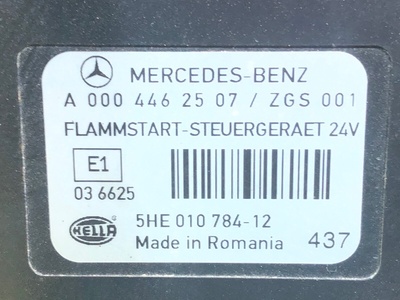 MERCEDES-BENZ
A 000 446 25 07 / ZGS 001
FLAMMSTART-STEUERGERAET 24V
E1
03 6625
HELLA
5HE 010 784-12
Made in Romania 437